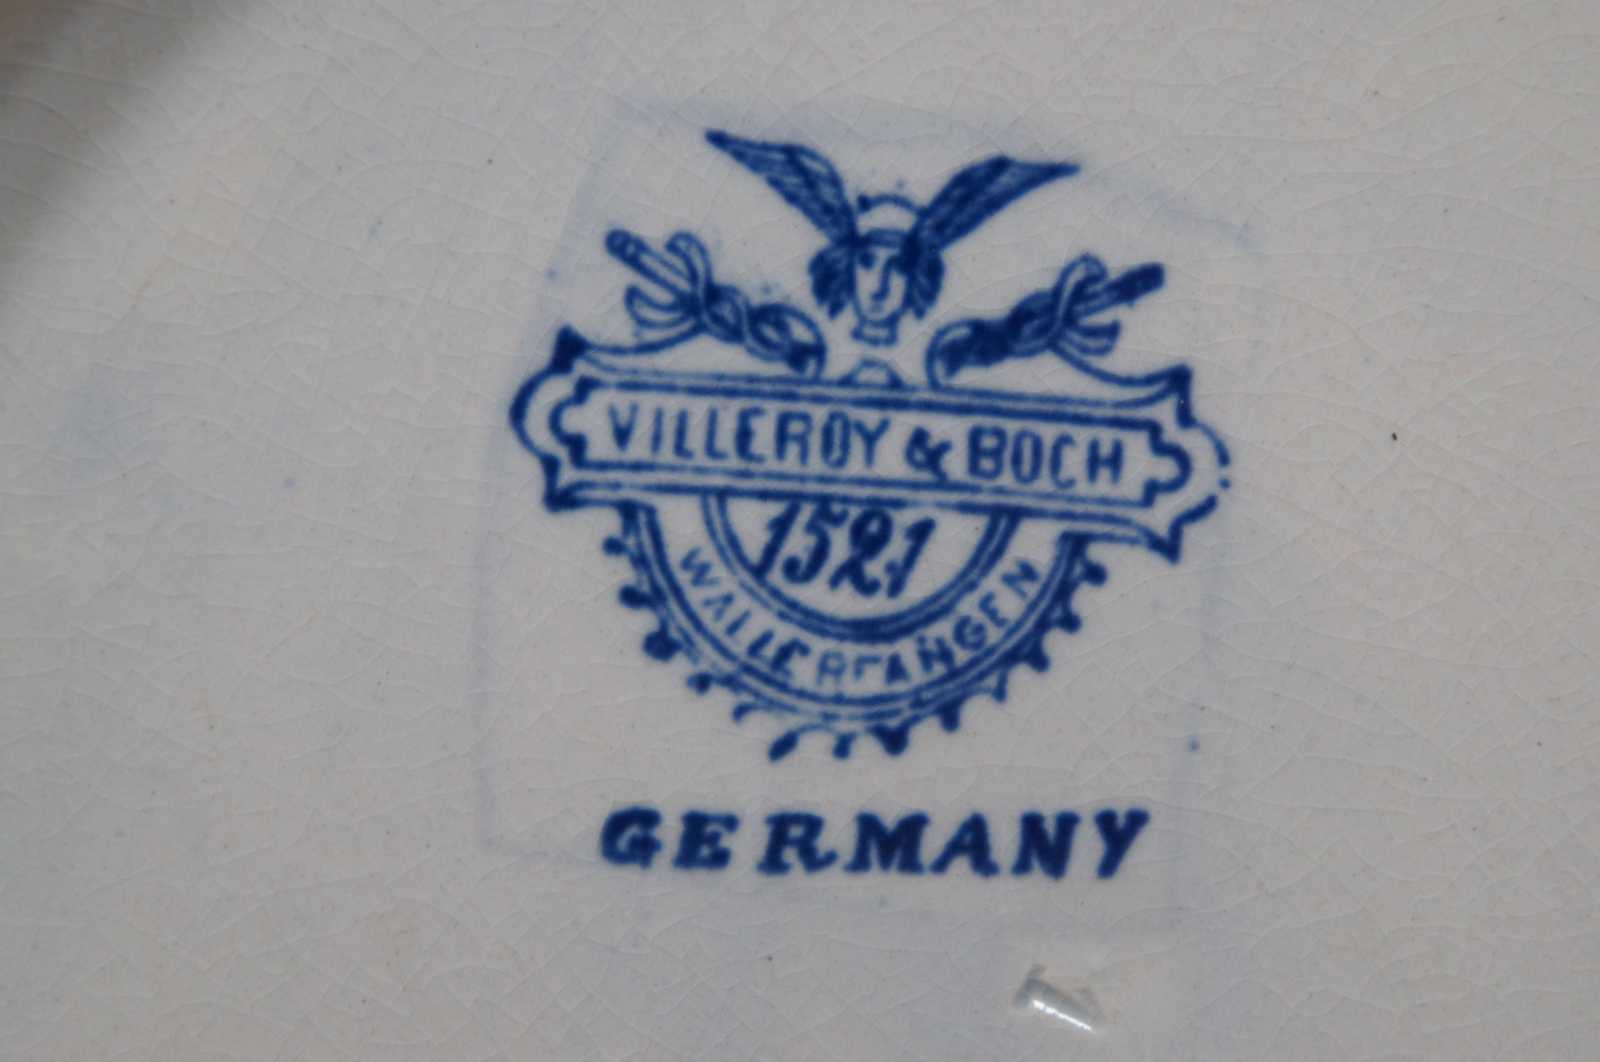 VILLEROY & BOCH
1521
WALLERFANGEN
GERMANY